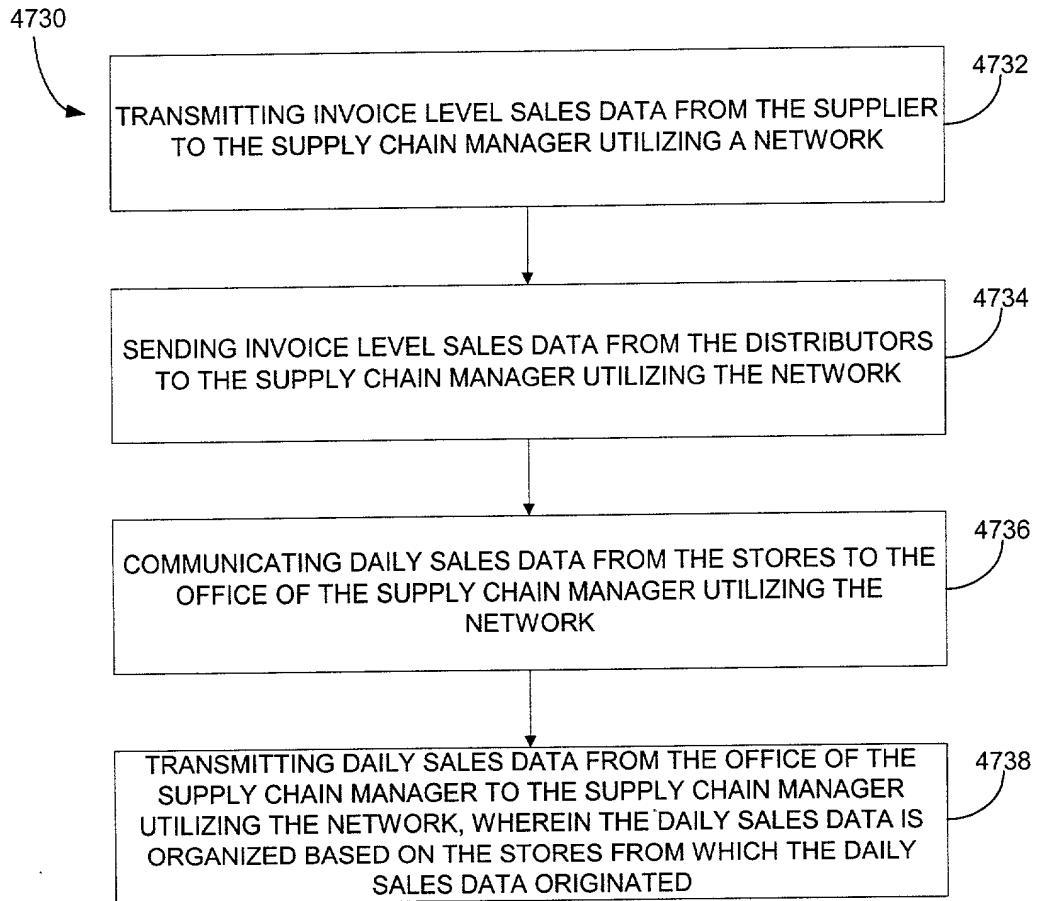 4730
4732
TRANSMITTING INVOICE LEVEL SALES DATA FROM THE SUPPLIER
TO THE SUPPLY CHAIN MANAGER UTILIZING A NETWORK
4734
SENDING INVOICE LEVEL SALES DATA FROM THE DISTRIBUTORS
TO THE SUPPLY CHAIN MANAGER UTILIZING THE NETWORK
4736
COMMUNICATING DAILY SALES DATA FROM THE STORES TO THE
OFFICE OF THE SUPPLY CHAIN MANAGER UTILIZING THE
NETWORK
4738
TRANSMITTING DAILY SALES DATA FROM THE OFFICE OF THE
SUPPLY CHAIN MANAGER TO THE SUPPLY CHAIN MANAGER
UTILIZING THE NETWORK, WHEREIN THE DAILY SALES DATA IS
ORGANIZED BASED ON THE STORES FROM WHICH THE DAILY
SALES DATA ORIGINATED